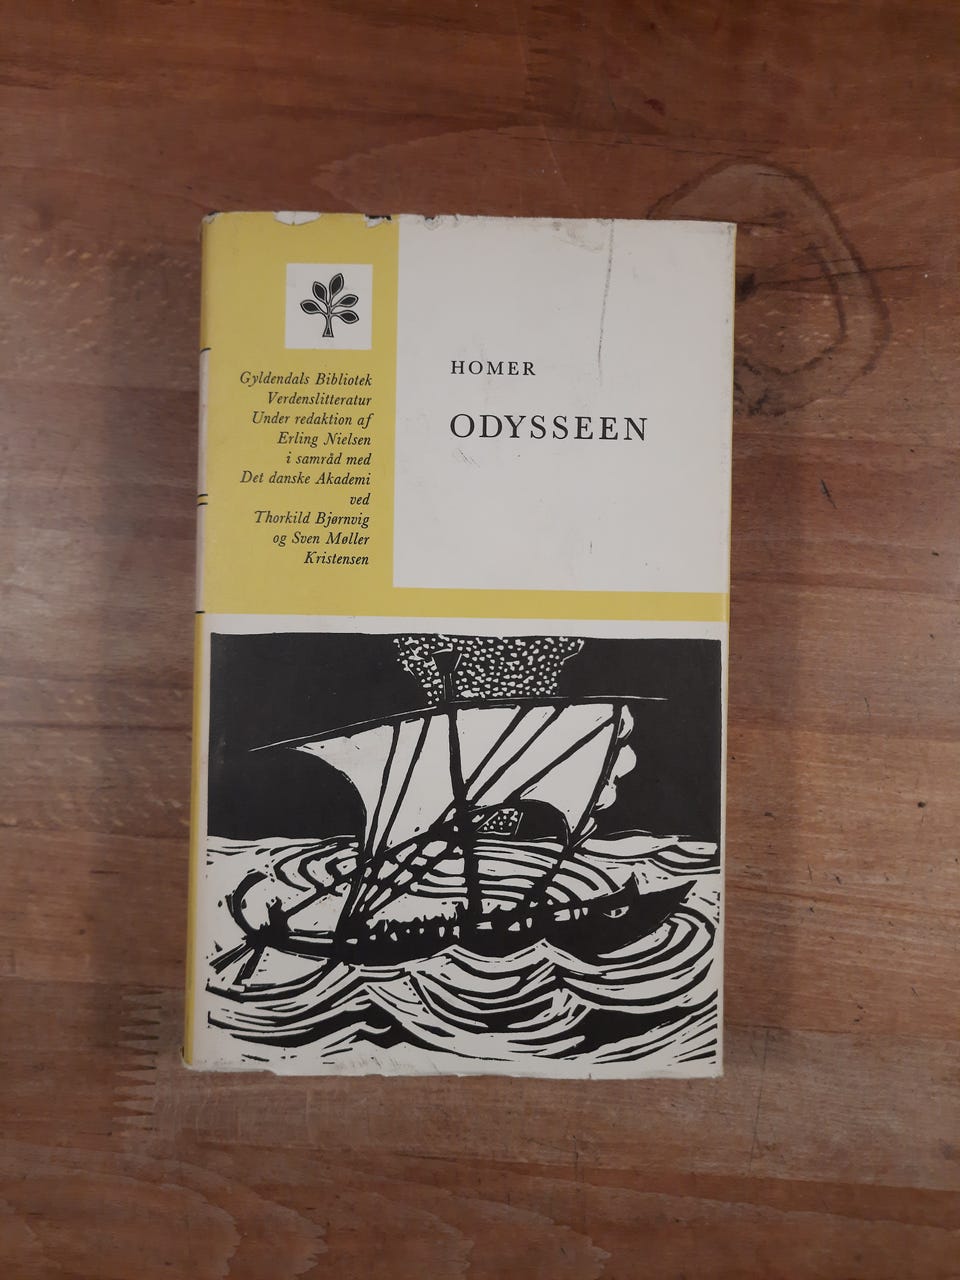 Gyldendals Bibliotek
Verdenslitteratur
Under redaktion af
Erling Nielsen
i samråd med
Det danske Akademi
ved
Thorkild Bjørnvig
og Sven Møller
Kristensen
HOMER
ODYSSEEN